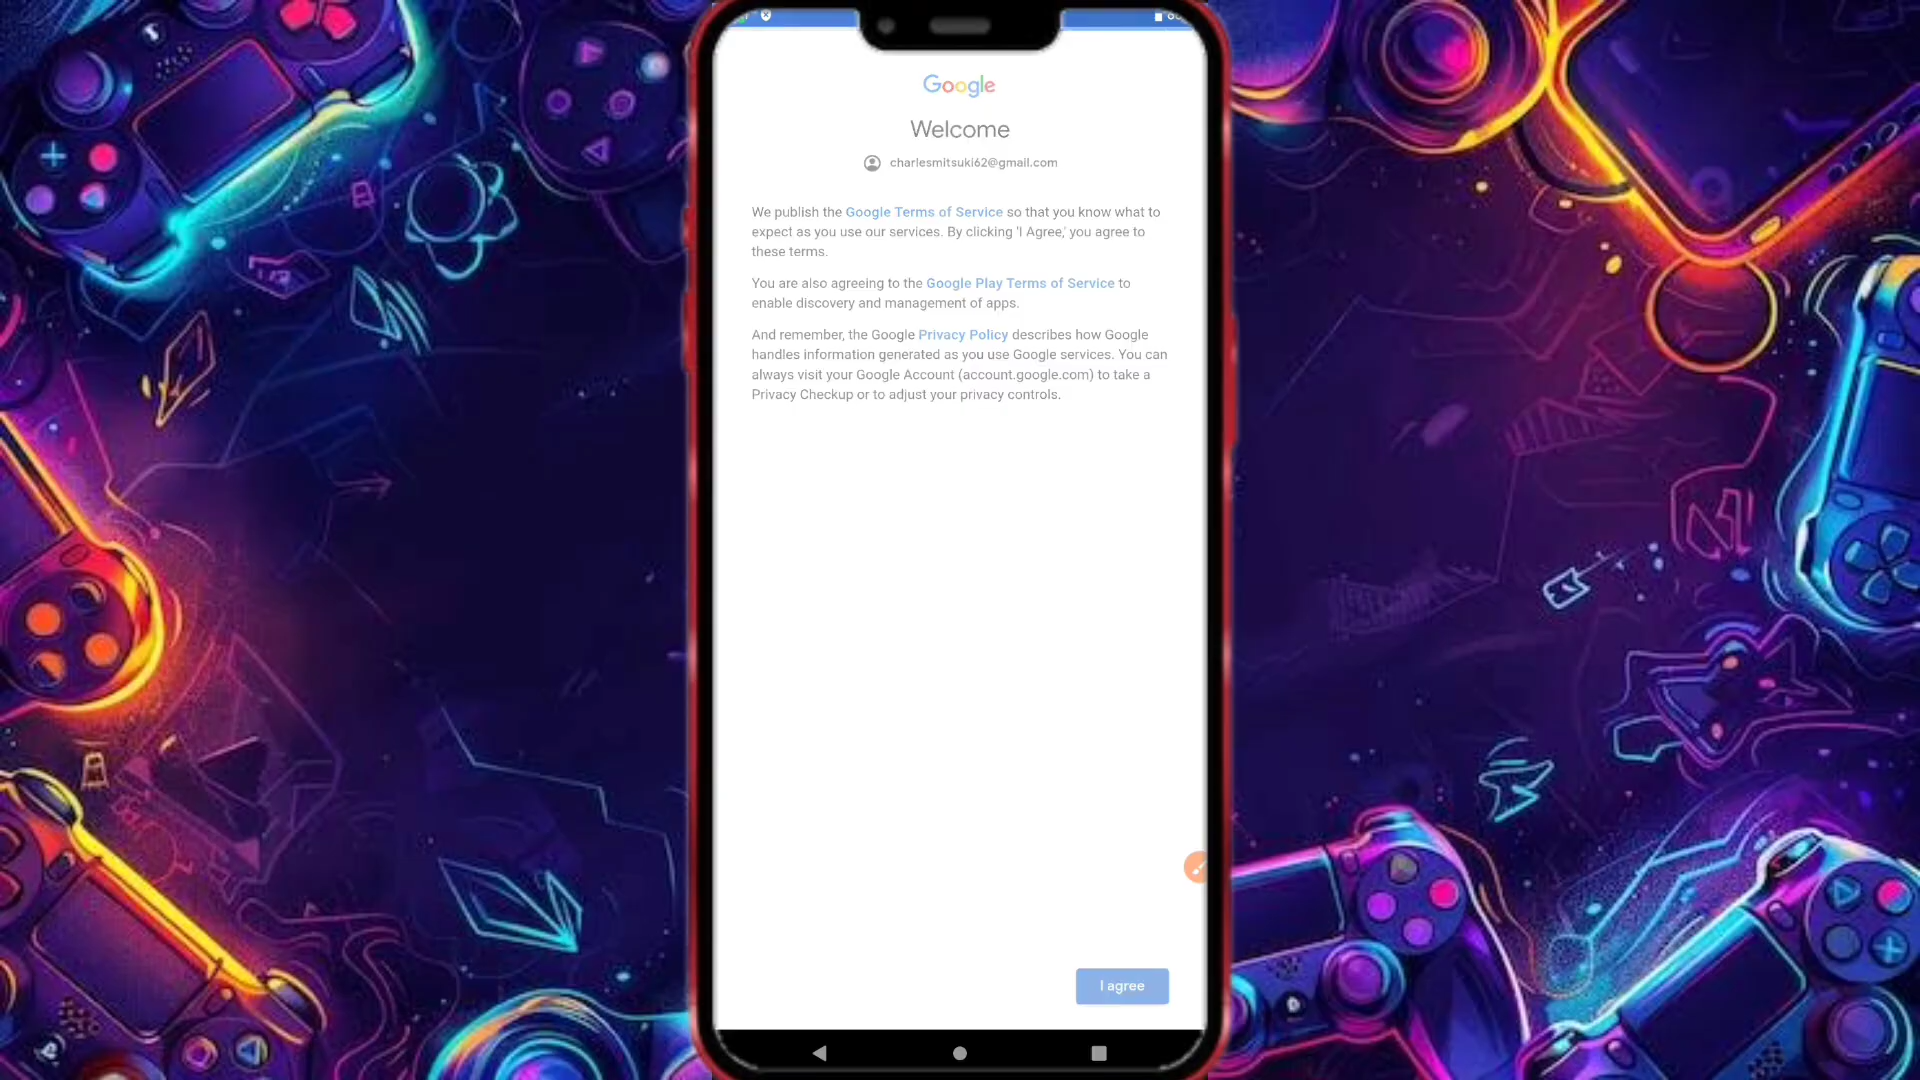 Google
Welcome
charlesmitsuki62@gmail.com
We publish the Google Terms of Service so that you know what to
expect as you use our services. By clicking 'I Agree,' you agree to
these terms.
You are also agreeing to the Google Play Terms of Service to
enable discovery and management of apps.
And remember, the Google Privacy Policy describes how Google
handles information generated as you use Google services. You can
always visit your Google Account (account.google.com) to take a
Privacy Checkup or to adjust your privacy controls.
I agree